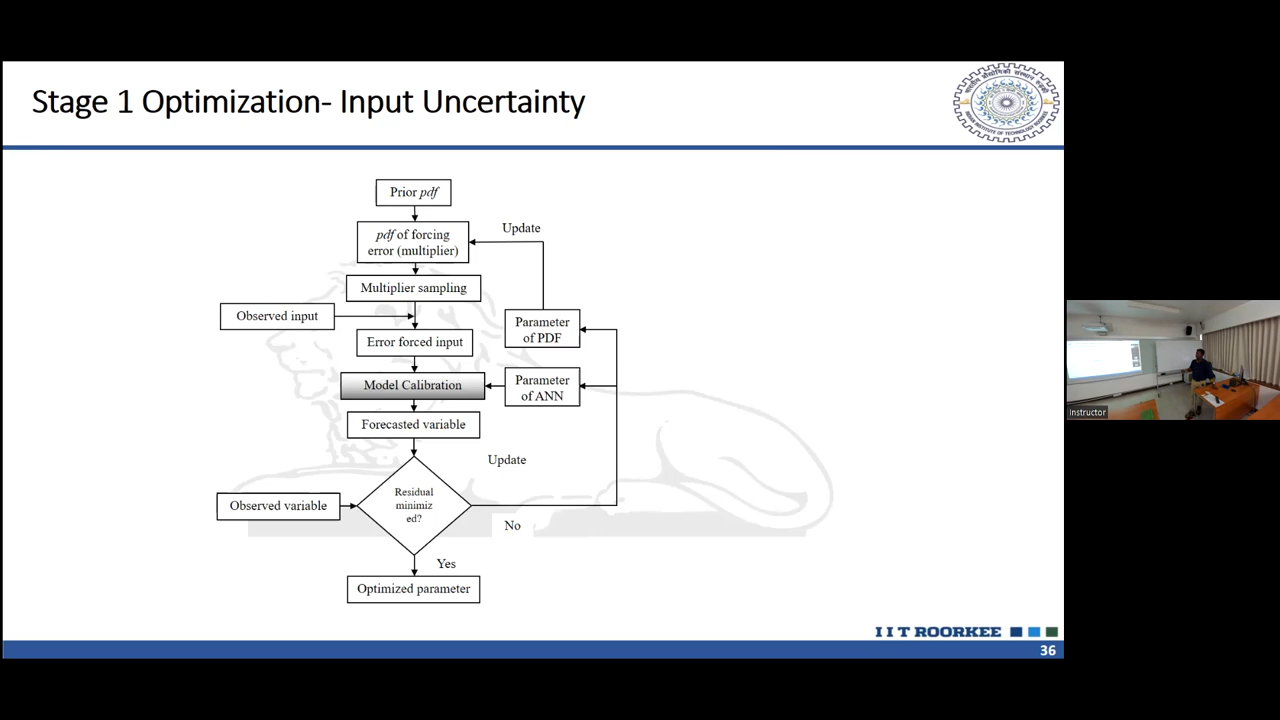 Stage 1 Optimization- Input Uncertainty
Prior pdf
pdf of forcing
error (multiplier)
Update
Multiplier sampling
Observed input
Parameter
of PDF
Error forced input
Model Calibration
Parameter
of ANN
Forecasted variable
Update
Observed variable
Residual
minimiz
ed?
No
Yes
Optimized parameter
IIT ROORKEE
36
Instructor